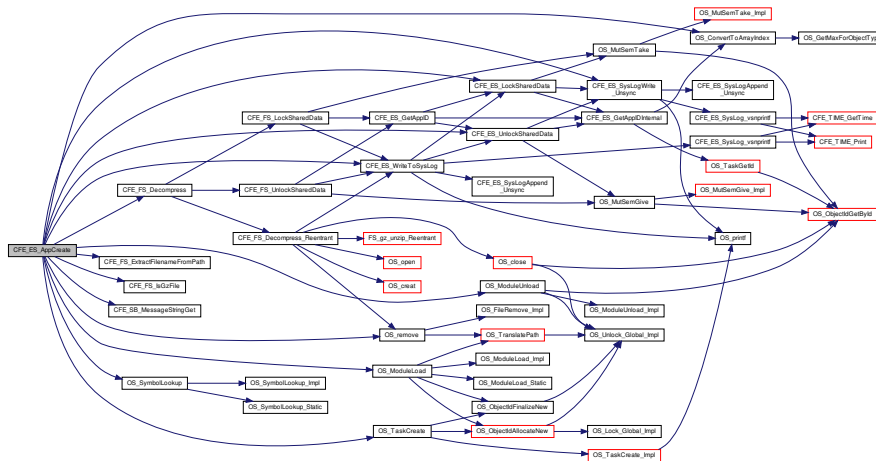 CFE_ES_AppCreate
CFE_FS_Decompress
CFE_FS_ExtractFilenameFromPath
CFE_FS_IsGzFile
CFE_SB_MessageStringGet
OS_SymbolLookup
CFE_FS_LockSharedData
CFE_FS_UnlockSharedData
CFE_FS_Decompress_Reentrant
OS_SymbolLookup_Impl
OS_SymbolLookup_Static
CFE_ES_GetAppID
CFE_ES_WriteToSysLog
FS_gz_unzip_Reentrant
OS_open
OS_creat
OS_remove
OS_ModuleLoad
OS_TaskCreate
CFE_ES_LockSharedData
CFE_ES_UnlockSharedData
CFE_ES_SysLogAppend
_Unsync
OS_close
OS_ModuleUnload
OS_FileRemove_Impl
OS_TranslatePath
OS_ModuleLoad_Impl
OS_ModuleLoad_Static
OS_ObjectIdFinalizeNew
OS_ObjectIdAllocateNew
OS_MutSemTake
CFE_ES_SysLogWrite
_Unsync
CFE_ES_GetAppIDInternal
OS_MutSemGive
OS_ModuleUnload_Impl
OS_Unlock_Global_Impl
OS_Lock_Global_Impl
OS_TaskCreate_Impl
OS_MutSemTake_Impl
OS_ConvertToArrayIndex
CFE_ES_SysLogAppend
_Unsync
CFE_ES_SysLog_vsnprintf
CFE_ES_SysLog_vsnprintf
OS_TaskGetId
OS_MutSemGive_Impl
OS_printf
OS_GetMaxForObjectType
CFE_TIME_GetTime
CFE_TIME_Print
OS_ObjectIdGetById